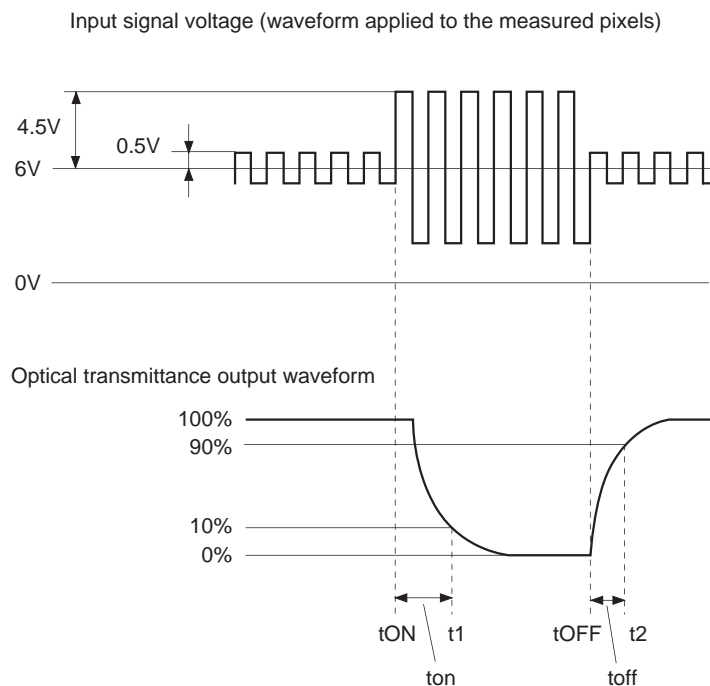 Input signal voltage (waveform applied to the measured pixels)
4.5V
0.5V
6V
0V
Optical transmittance output waveform
100%
90%
10%
0%
tON t1 tOFF t2
ton toff